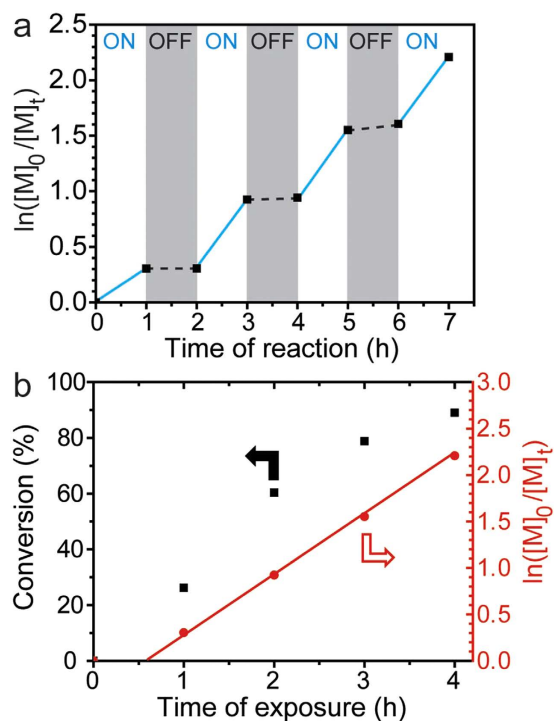 a
2.5
2.0
1.5
1.0
0.5
0.0
ln([M]0/[M]t)
ON OFF ON OFF ON OFF ON
0 1 2 3 4 5 6 7
Time of reaction (h)
b
100
80
60
40
20
0
Conversion (%)
3.0
2.5
2.0
1.5
1.0
0.5
0.0
ln([M]0/[M]t)
0 1 2 3 4
Time of exposure (h)